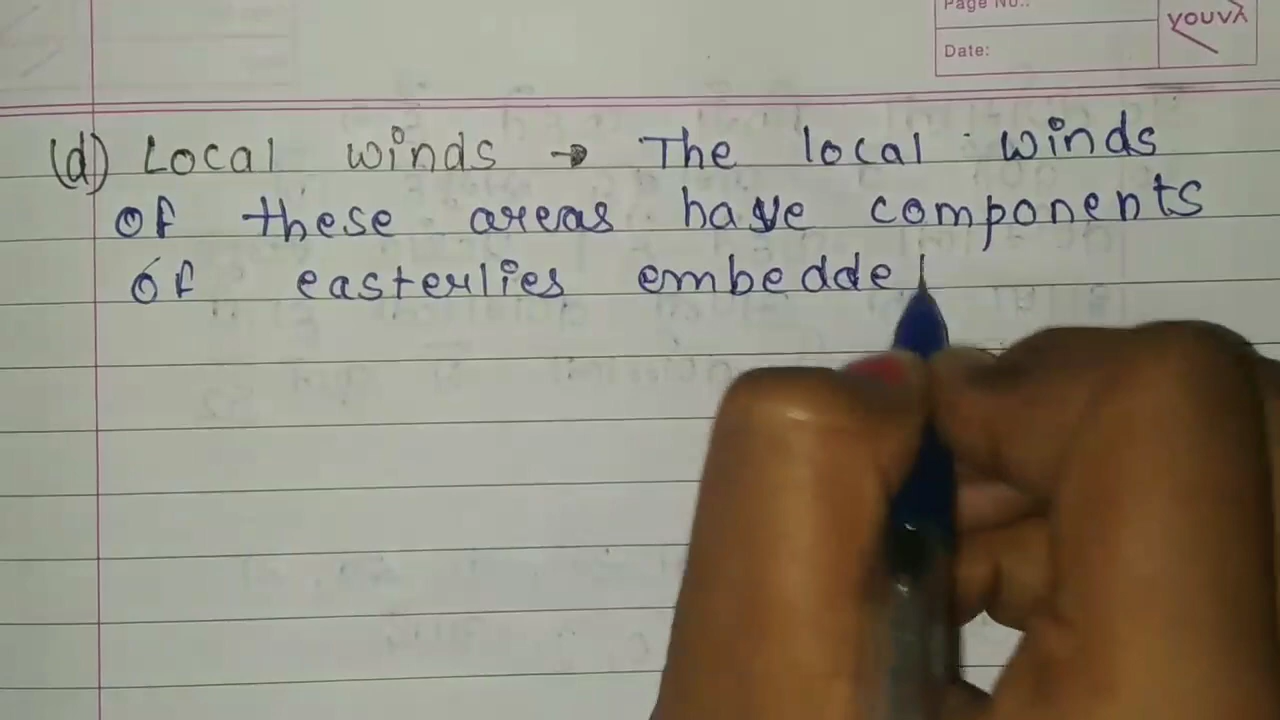 Page No.:
youva
Date:
(d) Local winds → The local winds
of these areas have components
of easterlies embedde